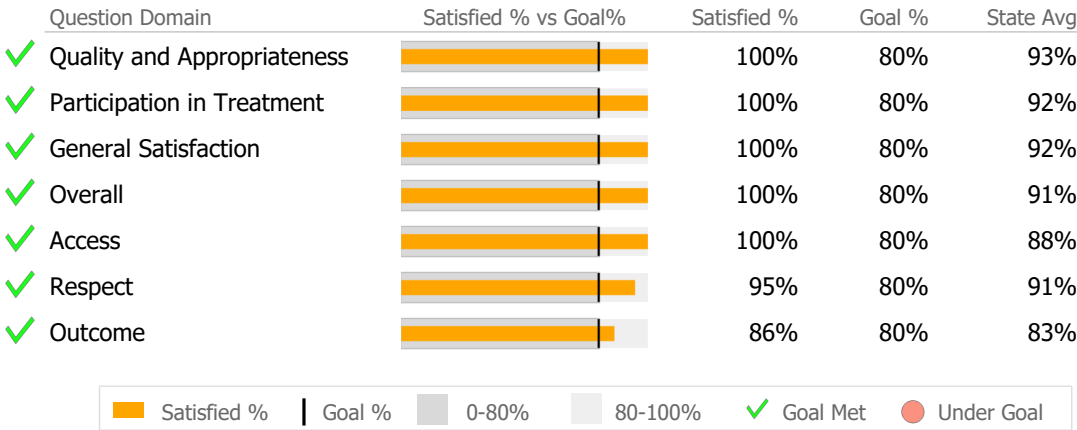 Question Domain Satisfied % vs Goal% Satisfied % Goal % State Avg
Quality and Appropriateness 100% 80% 93%
Participation in Treatment 100% 80% 92%
General Satisfaction 100% 80% 92%
Overall 100% 80% 91%
Access 100% 80% 88%
Respect 95% 80% 91%
Outcome 86% 80% 83%
Satisfied % Goal % 0-80% 80-100% Goal Met Under Goal